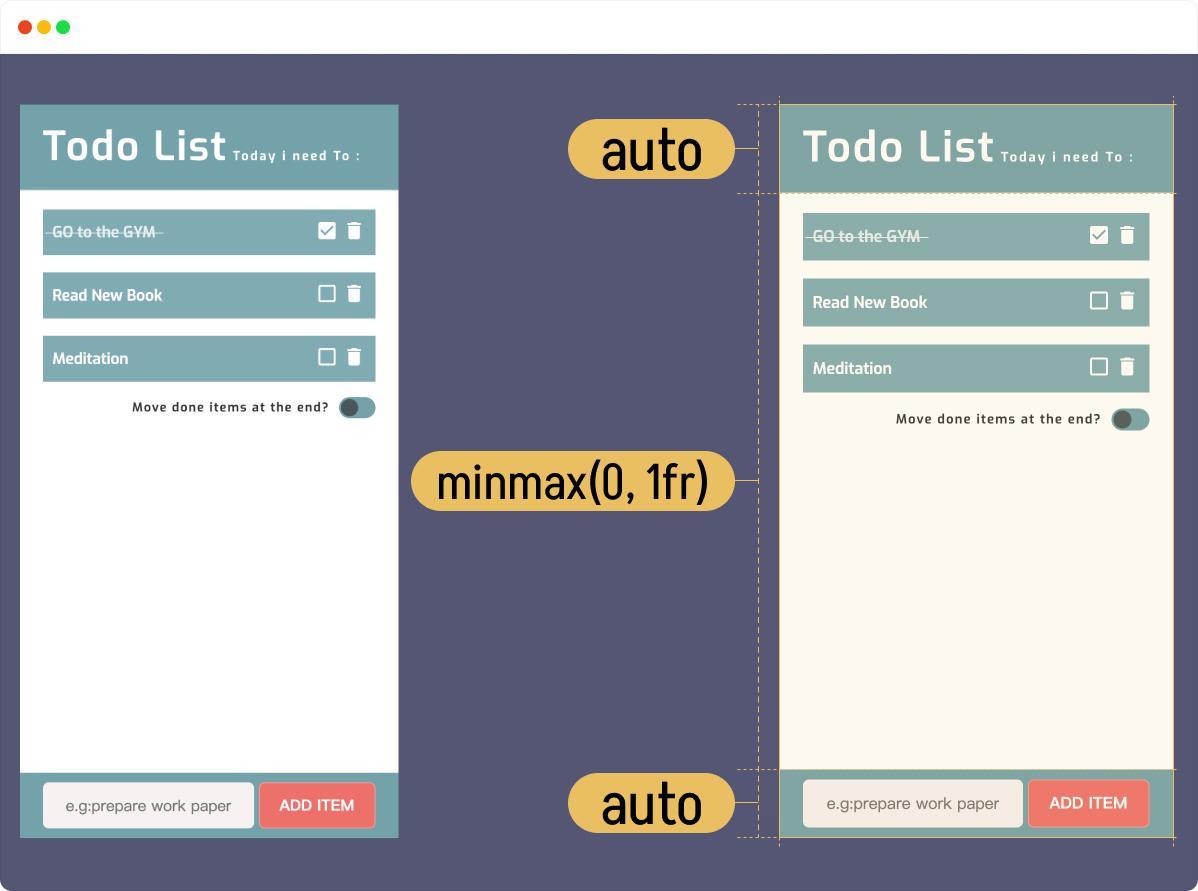 Todo List Today i need To :
GO to the GYM
Read New Book
Meditation
Move done items at the end?
e.g:prepare work paper ADD ITEM
auto
minmax(0, 1fr)
auto
Todo List Today i need To :
GO to the GYM
Read New Book
Meditation
Move done items at the end?
e.g:prepare work paper ADD ITEM